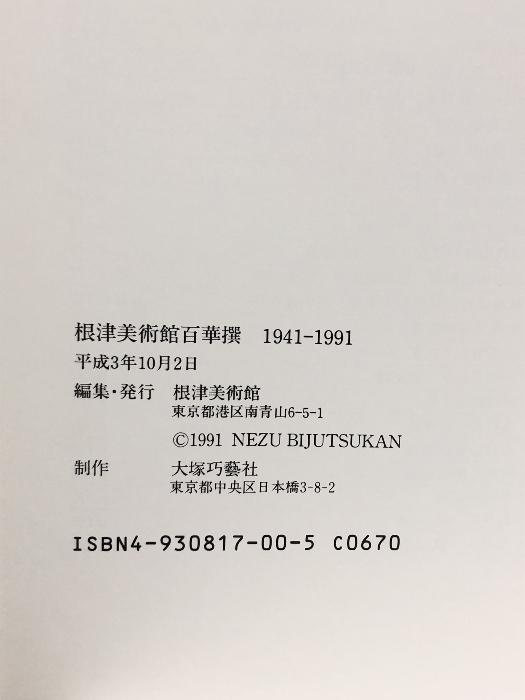 根津美術館百華撰 1941-1991
平成3年10月2日
編集・発行 根津美術館
東京都港区南青山6-5-1
©1991 NEZU BIJUTSUKAN
制作 大塚巧藝社
東京都中央区日本橋3-8-2
ISBN4-930817-00-5 C0670